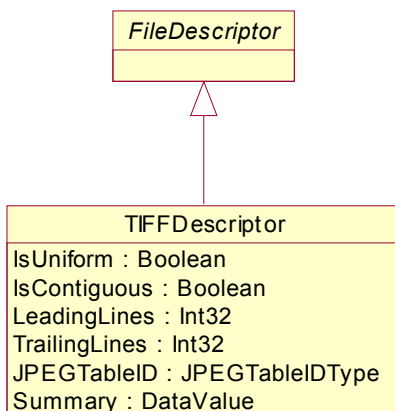 FileDescriptor
TIFFDescriptor
IsUniform : Boolean
IsContiguous : Boolean
LeadingLines : Int32
TrailingLines : Int32
JPEGTableID : JPEGTableIDType
Summary : DataValue